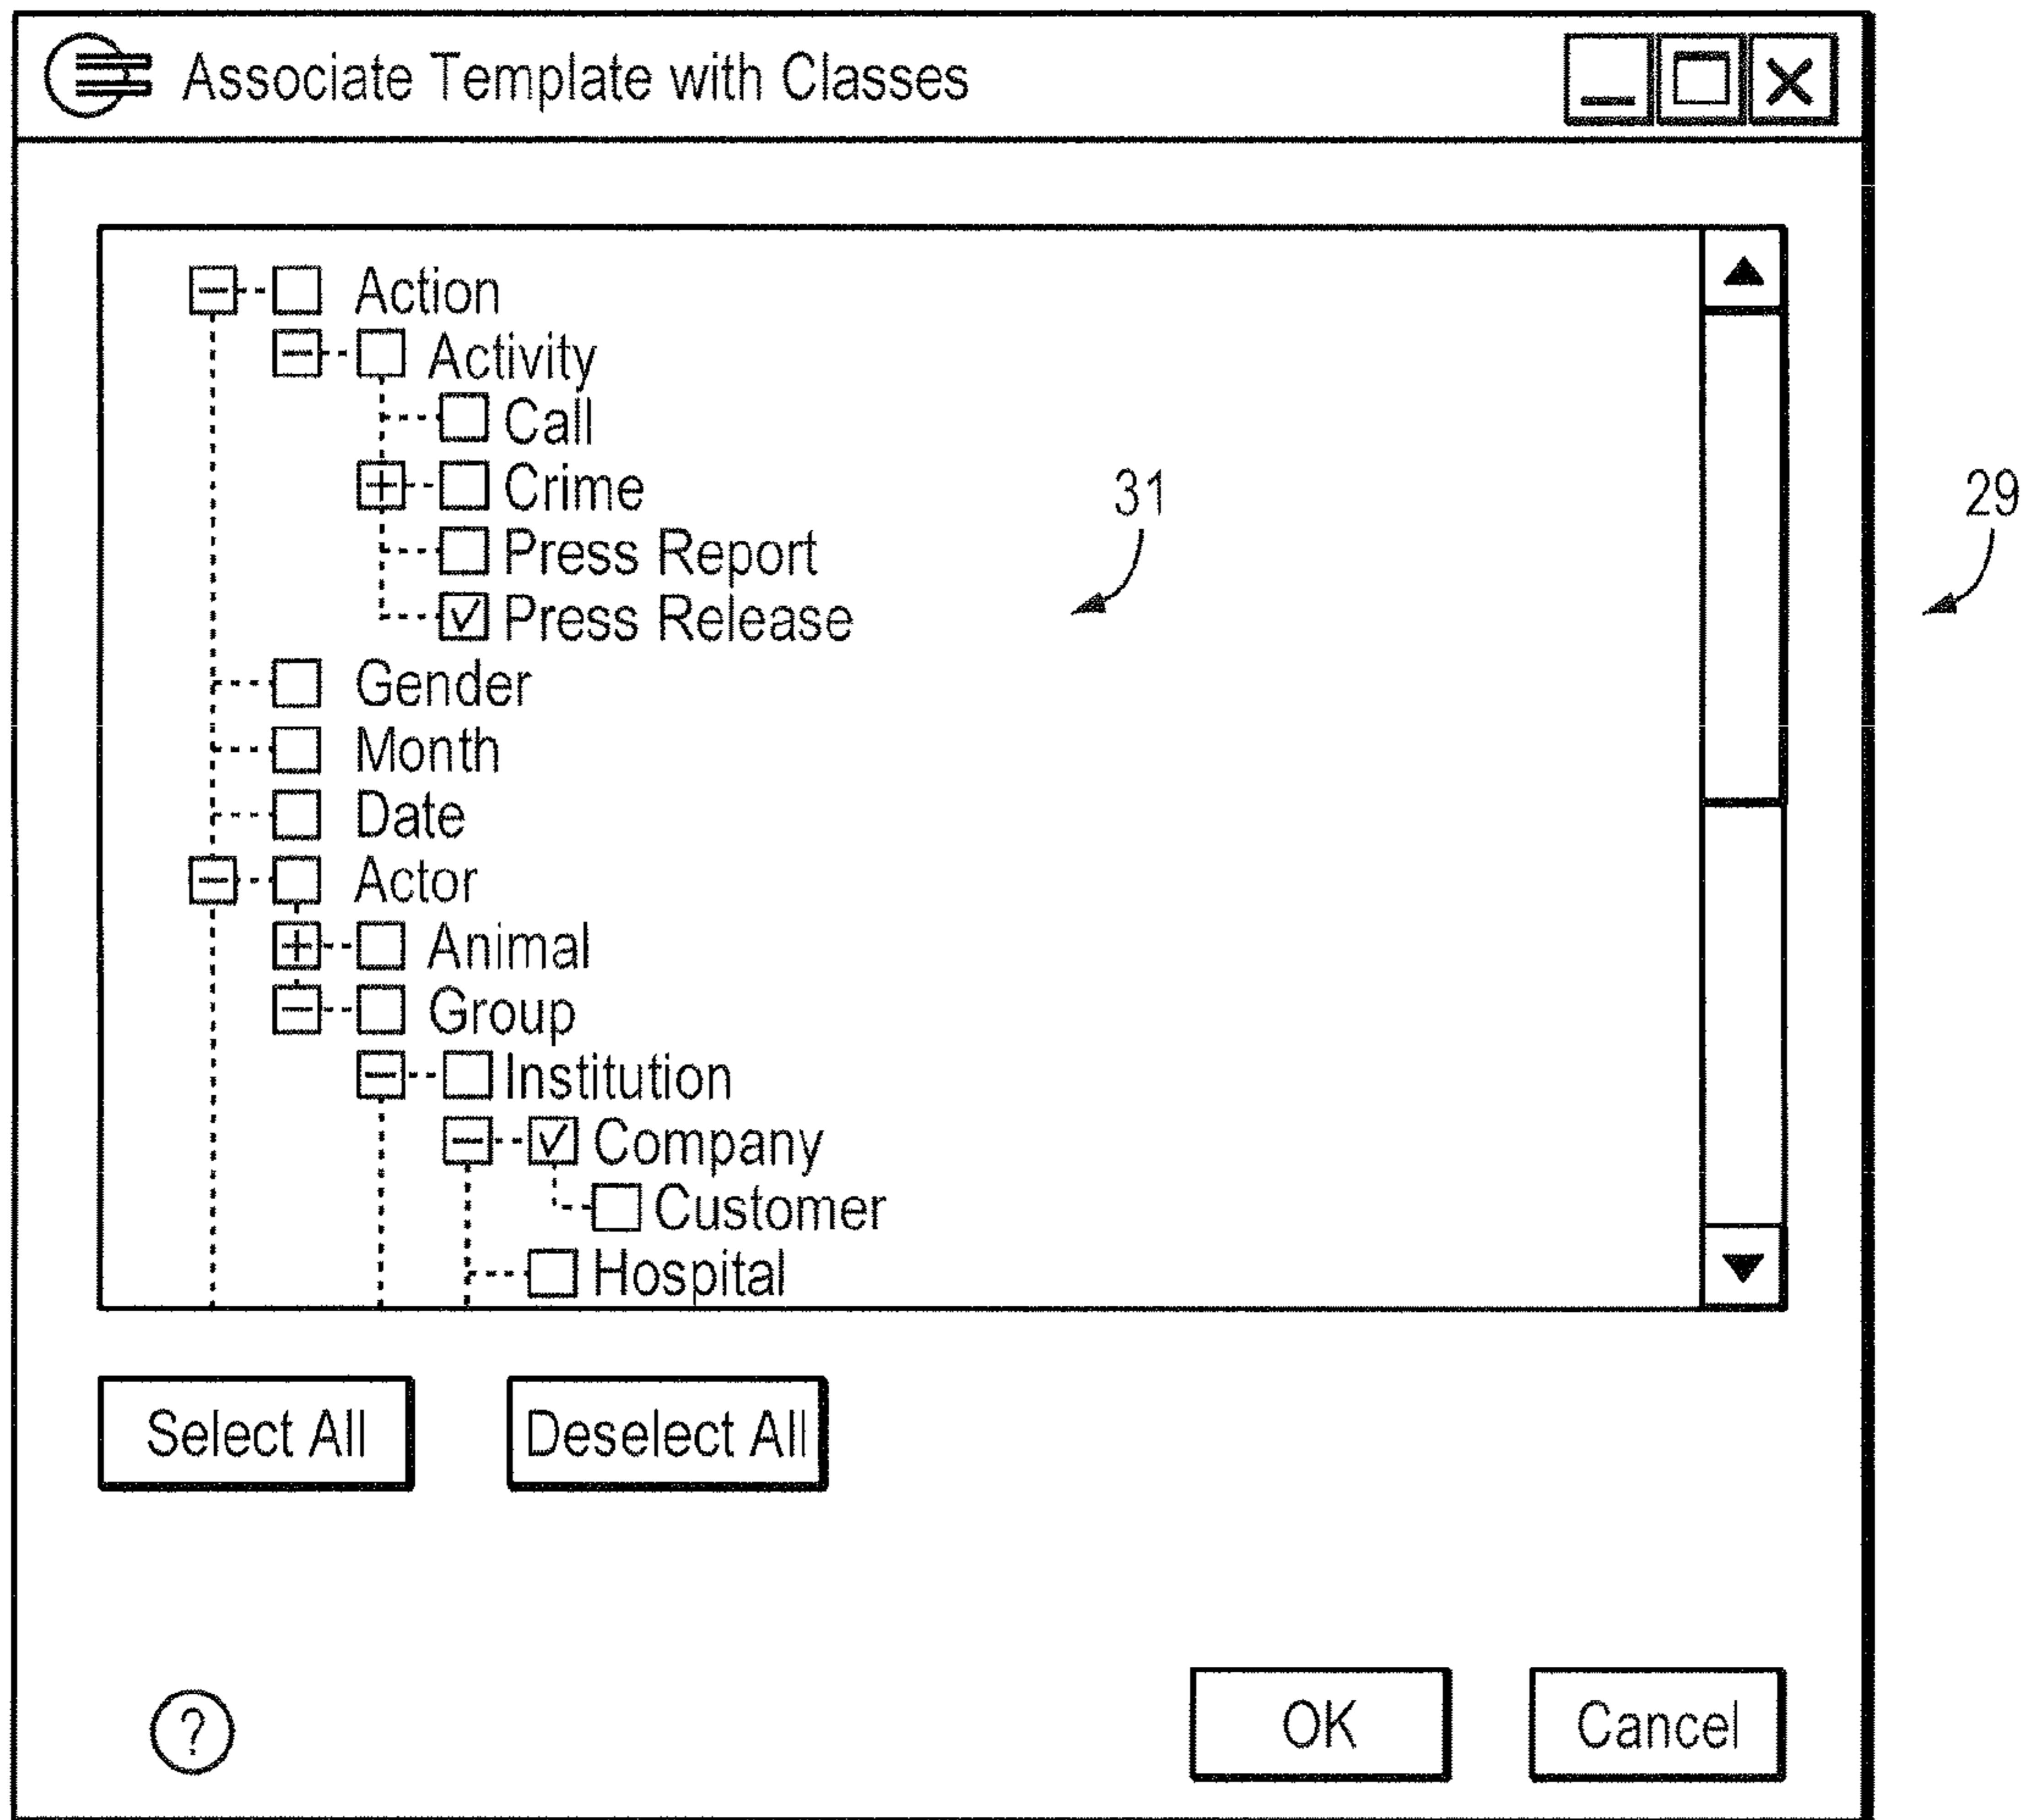 Associate Template with Classes
Action
Activity
Call
Crime
31
29
Press Report
Press Release
Gender
Month
Date
Actor
Animal
Group
Institution
Company
Customer
Hospital
Select All
Deselect All
?
OK
Cancel